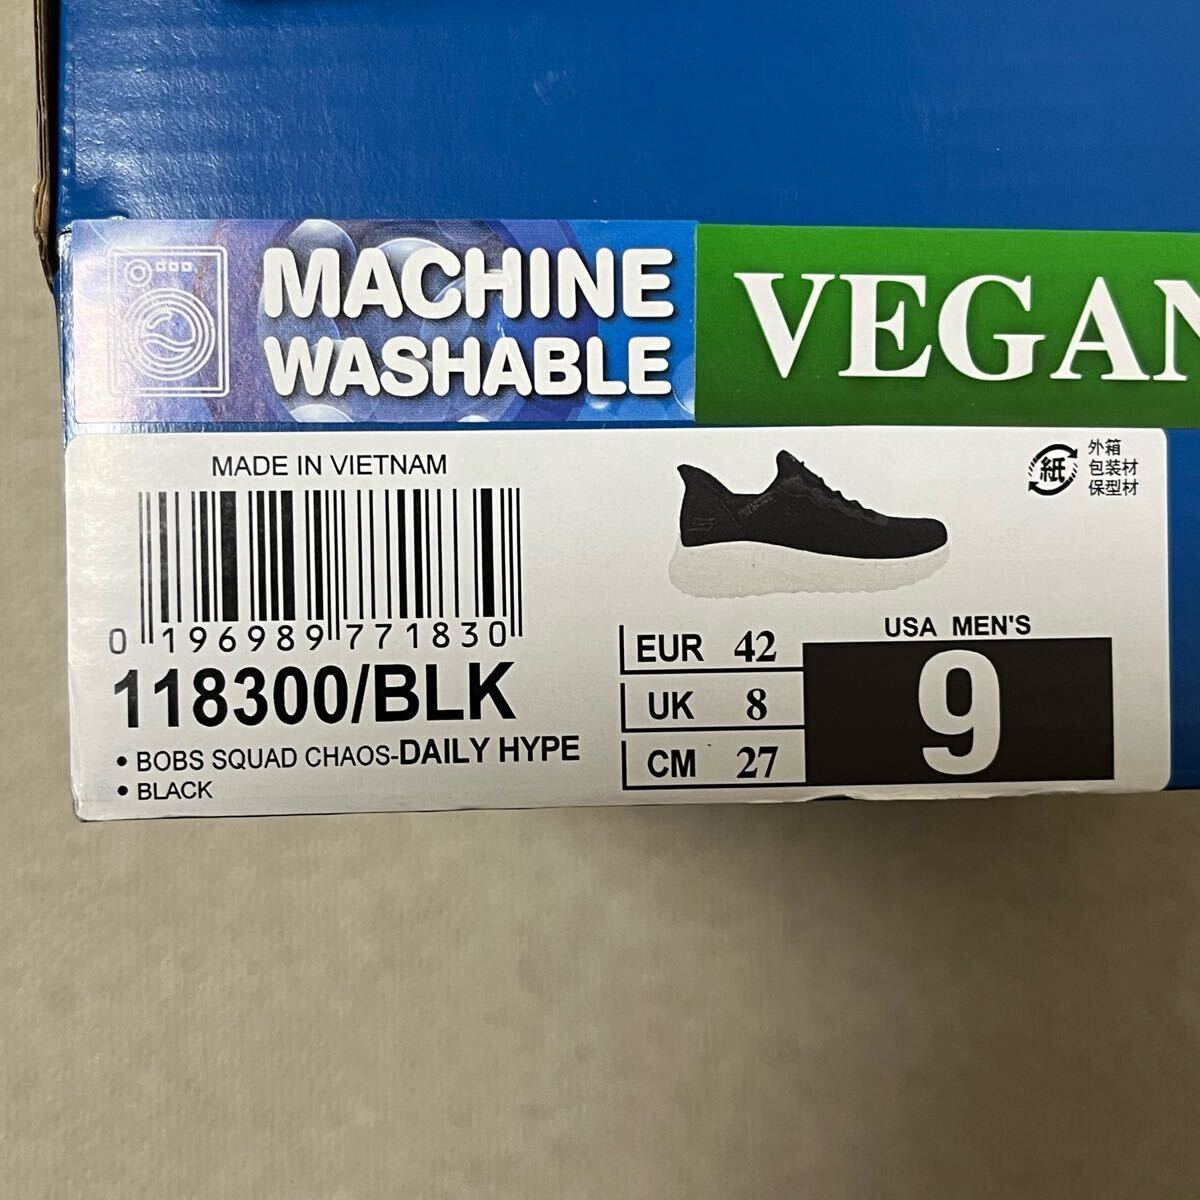 MACHINE
WASHABLE
VEGAN
MADE IN VIETNAM
0 196989 771830
118300/BLK
• BOBS SQUAD CHAOS-DAILY HYPE
• BLACK
紙
外箱
包装材
保型材
USA MEN'S
9
EUR 42
UK 8
CM 27